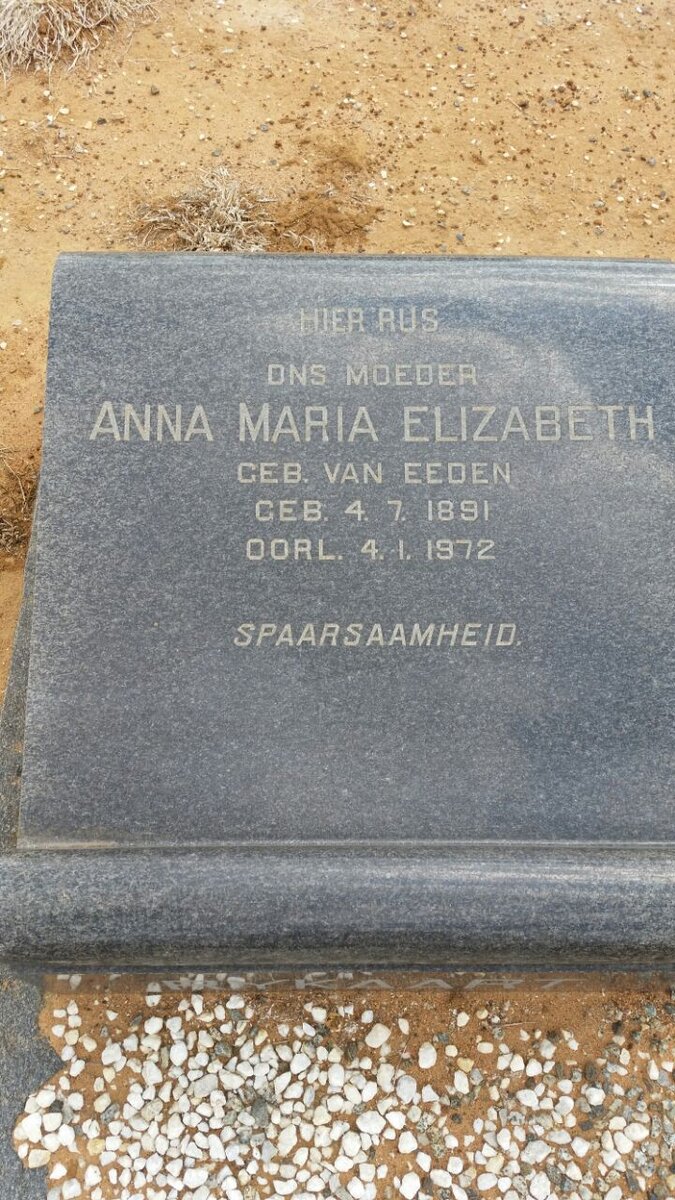 HIER RUS
ONS MOEDER
ANNA MARIA ELIZABETH
GEB. VAN EEDEN
GEB. 4. 7. 1891
OORL. 4. 1. 1972
SPAARSAAMHEID.